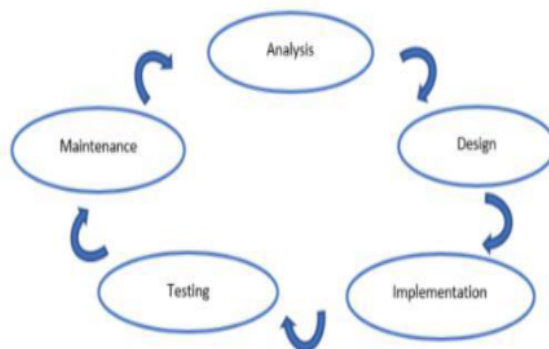 Analysis
Design
Implementation
Testing
Maintenance